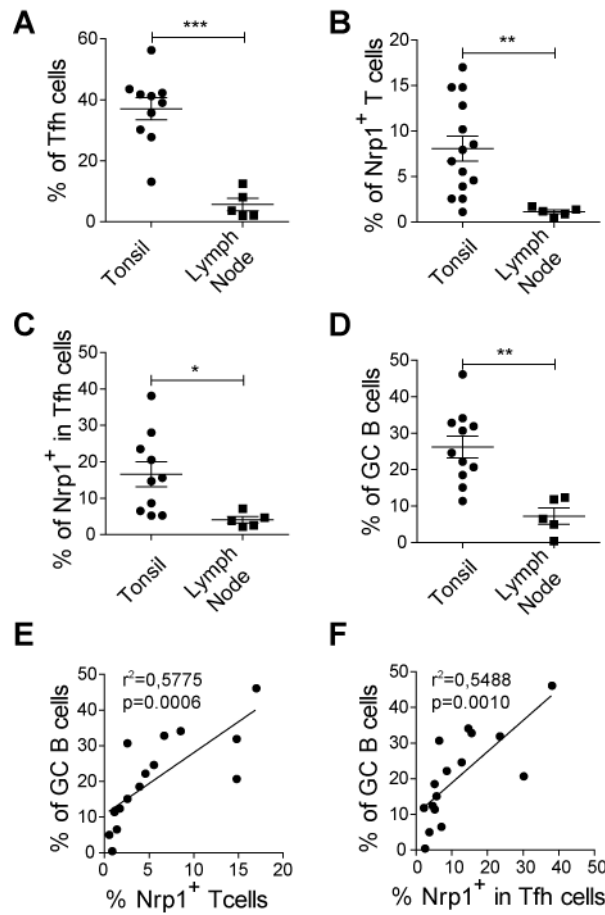 A
% of Tfh cells
60
40
20
0
***
Tonsil
Lymph
Node
B
% of Nrp1+ T cells
20
15
10
5
0
**
Tonsil
Lymph
Node
C
% of Nrp1+ in Tfh cells
50
40
30
20
10
0
*
Tonsil
Lymph
Node
D
% of GC B cells
50
40
30
20
10
0
**
Tonsil
Lymph
Node
E
% of GC B cells
50
40
30
20
10
0
r²=0,5775
p=0.0006
0 5 10 15 20
% Nrp1+ Tcells
F
% of GC B cells
50
40
30
20
10
0
r²=0,5488
p=0.0010
0 10 20 30 40 50
% Nrp1+ in Tfh cells